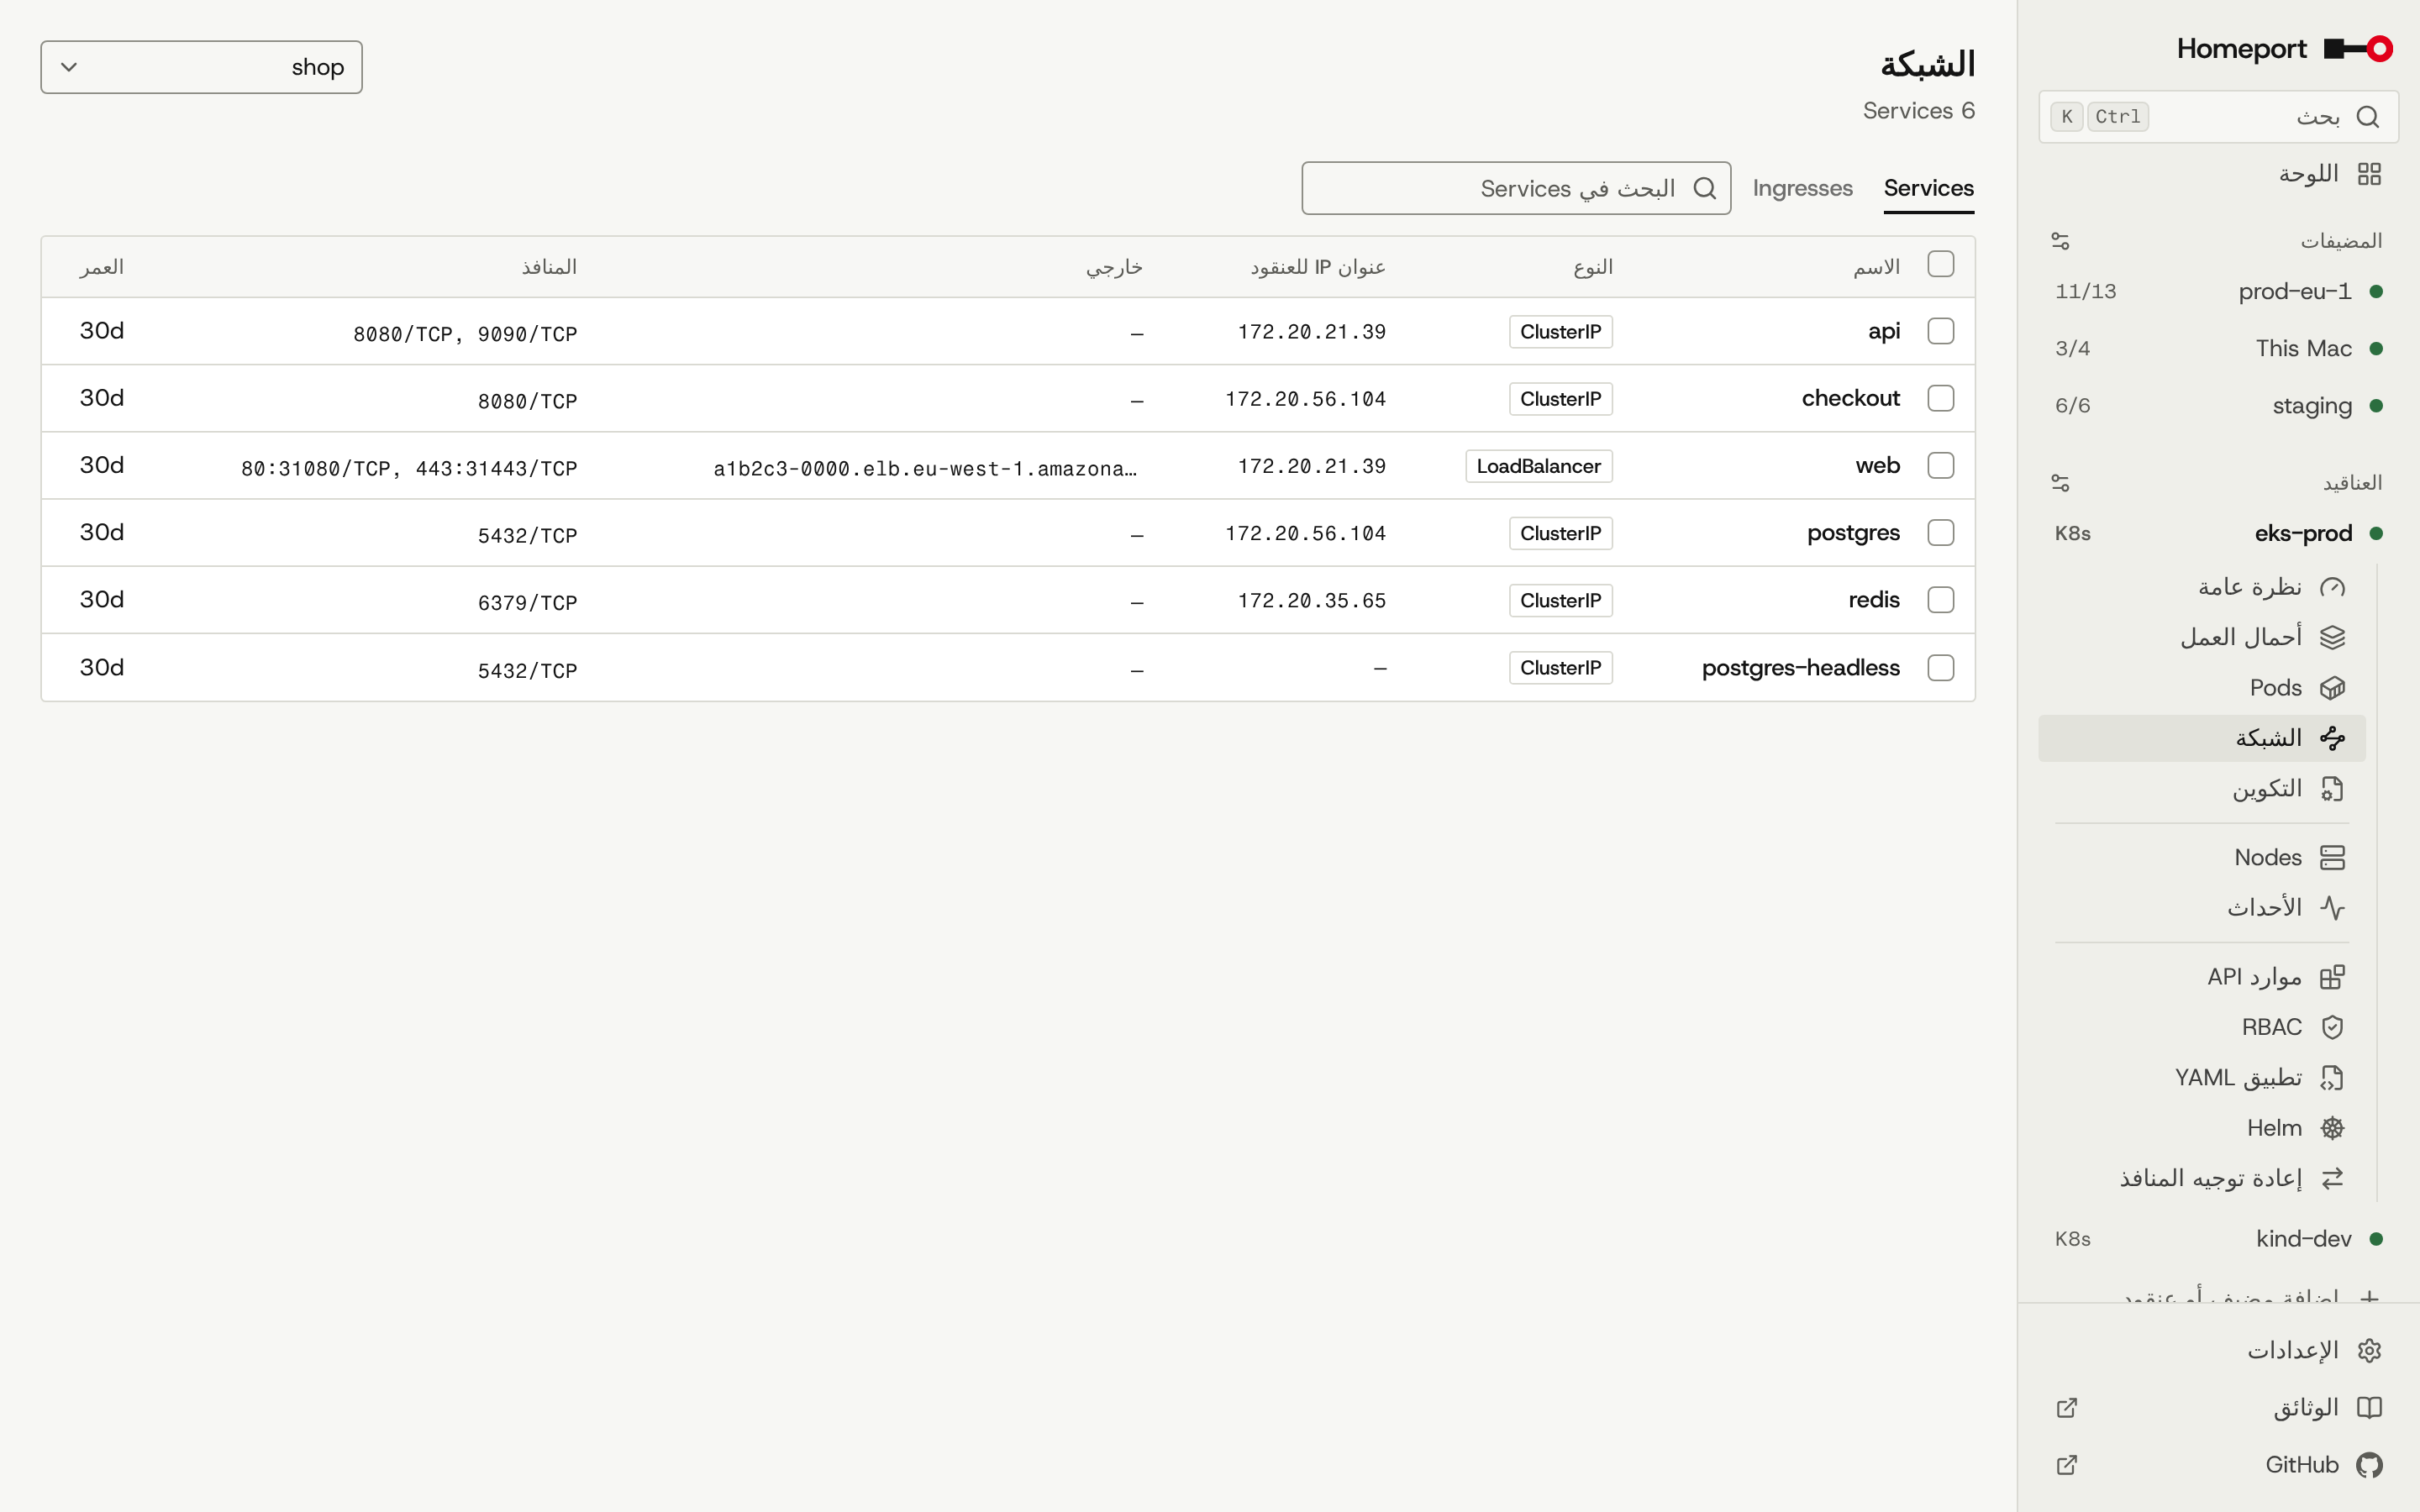 Homeport
بحث
Ctrl K
اللوحة
المضيفات
prod-eu-1 11/13
This Mac 3/4
staging 6/6
العناقيد
eks-prod K8s
نظرة عامة
أحمال العمل
Pods
الشبكة
التكوين
Nodes
الأحداث
موارد API
RBAC
تطبيق YAML
Helm
إعادة توجيه المنافذ
kind-dev K8s
إضافة مضيف أو عنقود
الإعدادات
الوثائق
GitHub
الشبكة
6 Services
shop
Services Ingresses
البحث في Services
الاسم النوع عنوان IP للعنقود خارجي المنافذ العمر
api ClusterIP 172.20.21.39 – 8080/TCP, 9090/TCP 30d
checkout ClusterIP 172.20.56.104 – 8080/TCP 30d
web LoadBalancer 172.20.21.39 a1b2c3-0000.elb.eu-west-1.amazona… 80:31080/TCP, 443:31443/TCP 30d
postgres ClusterIP 172.20.56.104 – 5432/TCP 30d
redis ClusterIP 172.20.35.65 – 6379/TCP 30d
postgres-headless ClusterIP – – 5432/TCP 30d